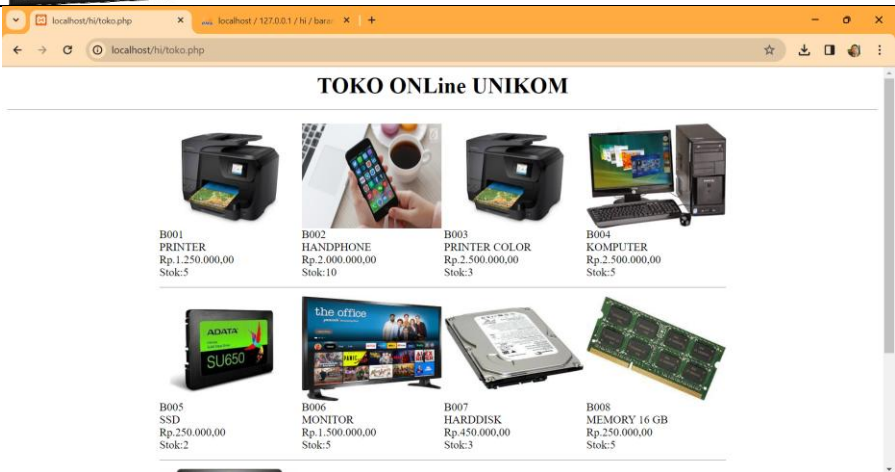 localhost/hi/toko.php
localhost / 127.0.0.1 / hi / baran
localhost/hi/toko.php
TOKO ONLine UNIKOM
B001
PRINTER
Rp.1.250.000,00
Stok:5
B002
HANDPHONE
Rp.2.000.000,00
Stok:10
B003
PRINTER COLOR
Rp.2.500.000,00
Stok:3
B004
KOMPUTER
Rp.2.500.000,00
Stok:5
ADATA
SU650
the office
B005
SSD
Rp.250.000,00
Stok:2
B006
MONITOR
Rp.1.500.000,00
Stok:5
B007
HARDDISK
Rp.450.000,00
Stok:3
B008
MEMORY 16 GB
Rp.250.000,00
Stok:5